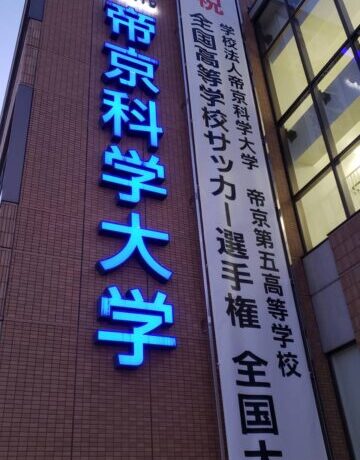 帝京科学大学
祝
学校法人帝京科学大学 帝京第五高等学校
全国高等学校サッカー選手権 全国大